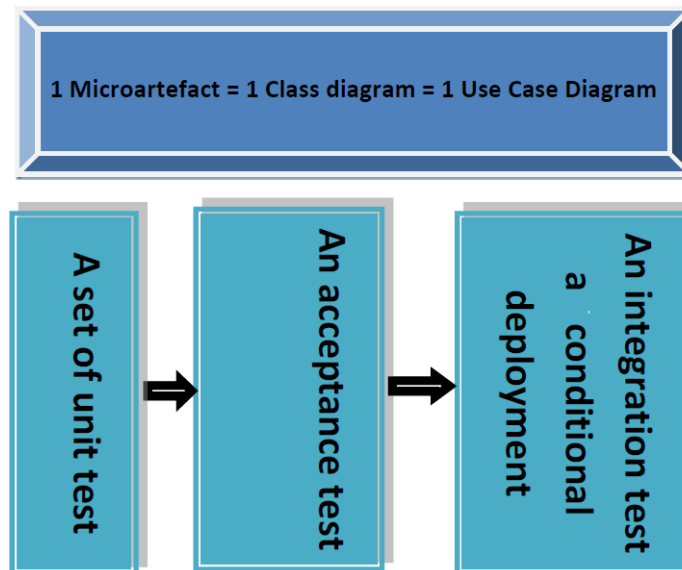 1 Microartefact = 1 Class diagram = 1 Use Case Diagram
A set of unit test
An acceptance test
An integration test
a conditional
deployment